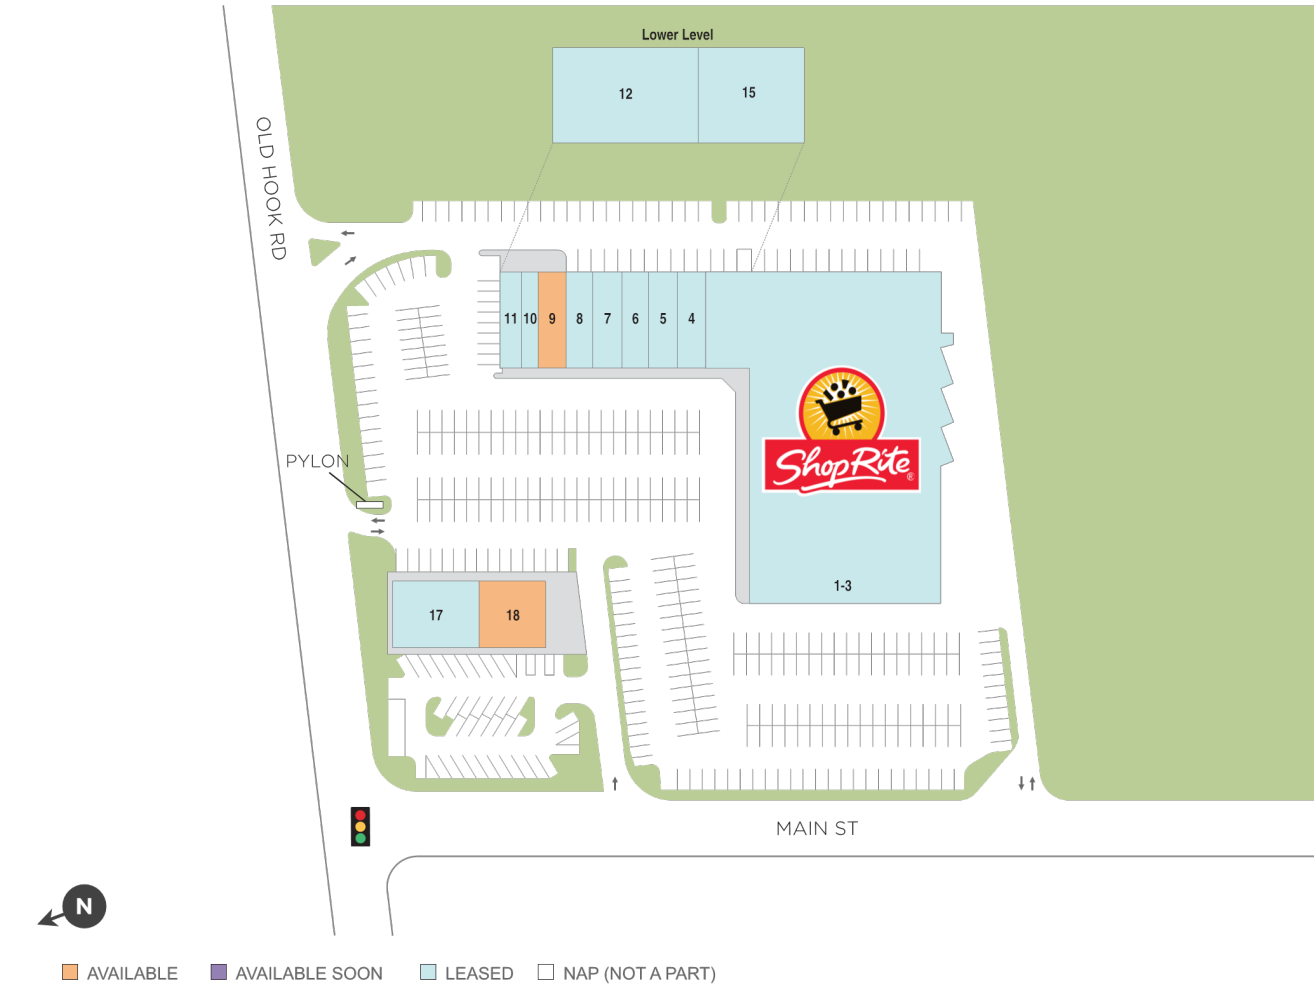 Lower Level
12
15
OLD HOOK RD
11
10
9
8
7
6
5
4
ShopRite®
PYLON
1-3
17
18
MAIN ST
N
AVAILABLE
AVAILABLE SOON
LEASED
NAP (NOT A PART)